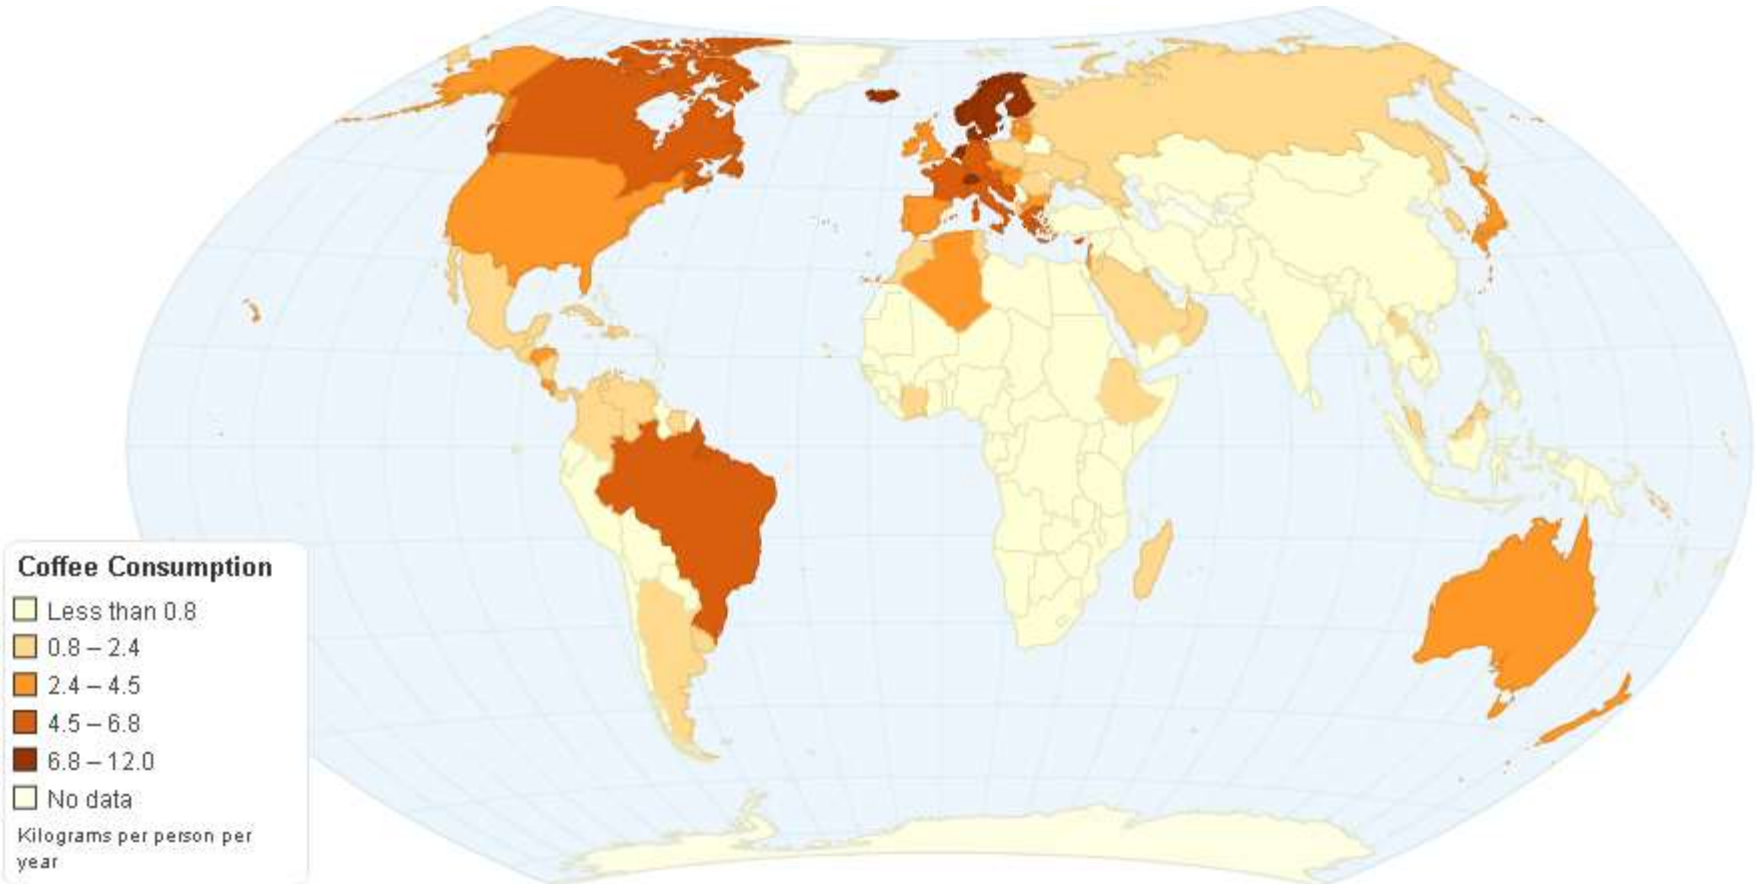 Coffee Consumption
Less than 0.8
0.8 – 2.4
2.4 – 4.5
4.5 – 6.8
6.8 – 12.0
No data
Kilograms per person per
year